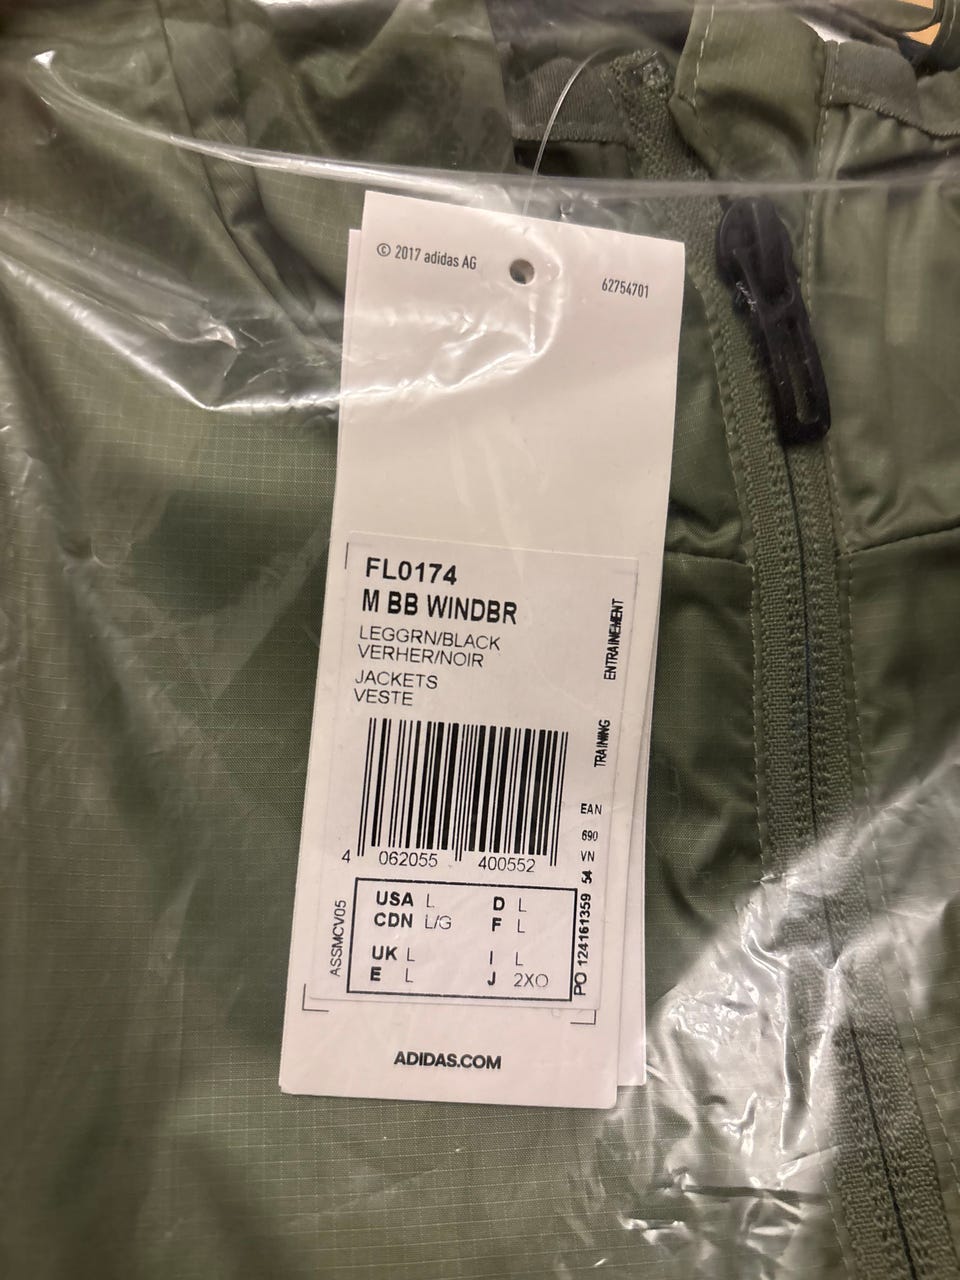 © 2017 adidas AG
62754701
FL0174
M BB WINDBR
LEGGRN/BLACK
VERHER/NOIR
JACKETS
VESTE
ENTRAINEMENT
TRAINING
EAN
690
VN
54
4 062055 400552
ASSMCV05
USA L D L
CDN L/G F L
UK L I L
E L J 2XO
PO 124161359
ADIDAS.COM